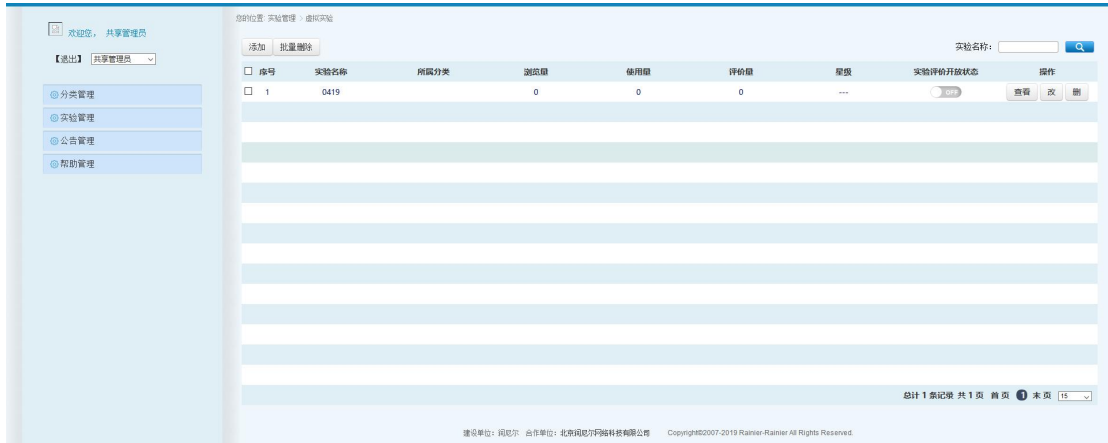 您的位置: 实验管理 > 虚拟实验
欢迎您， 共享管理员
【退出】 共享管理员
分类管理
实验管理
公告管理
帮助管理
添加 批量删除 实验名称：
序号 实验名称 所属分类 浏览量 使用量 评价量 星级 实验评价开放状态 操作
1 0419 0 0 0 --- OFF 查看 改 删
总计 1 条记录 共 1 页 首 页 1 末 页 15
建设单位：润尼尔 合作单位：北京润尼尔网络科技有限公司 Copyright©2007-2019 Rainier-Rainier All Rights Reserved.